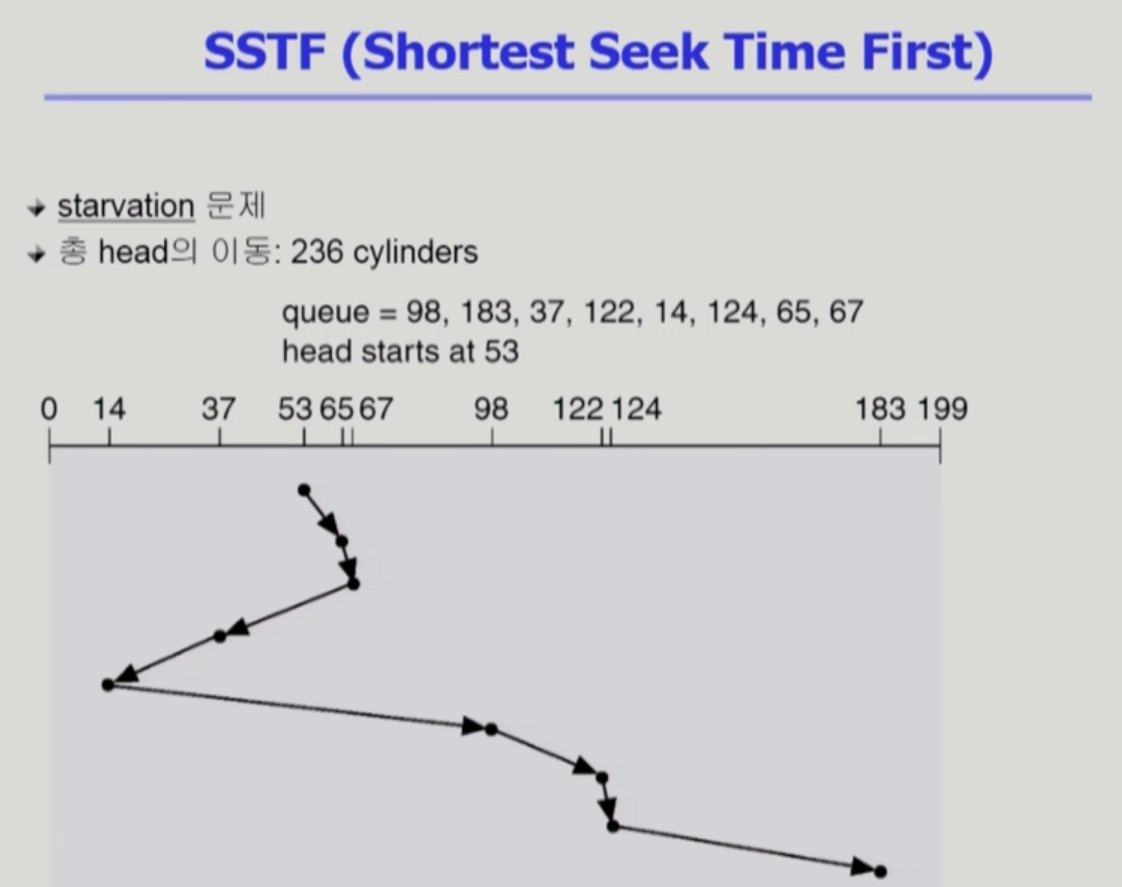 SSTF (Shortest Seek Time First)
starvation 문제
총 head의 이동: 236 cylinders
queue = 98, 183, 37, 122, 14, 124, 65, 67
head starts at 53
0 14 37 53 65 67 98 122 124 183 199